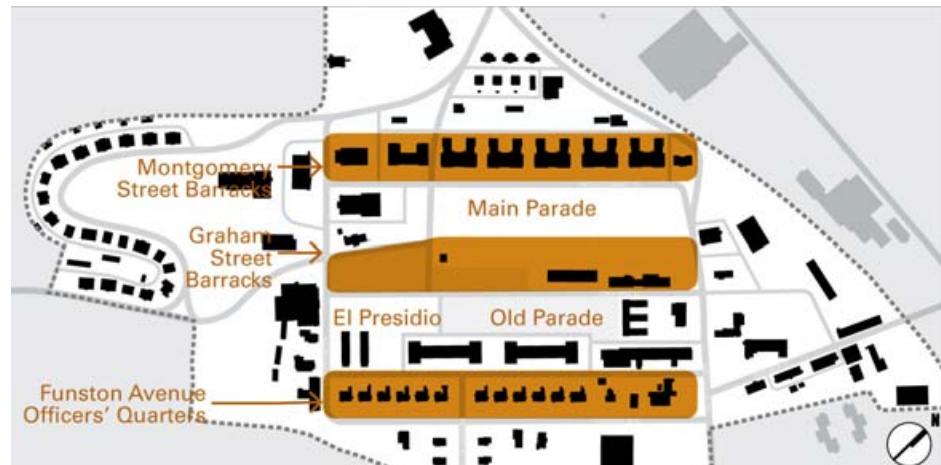 Montgomery
Street Barracks
Main Parade
Graham
Street
Barracks
El Presidio
Old Parade
Funston Avenue
Officers' Quarters
N